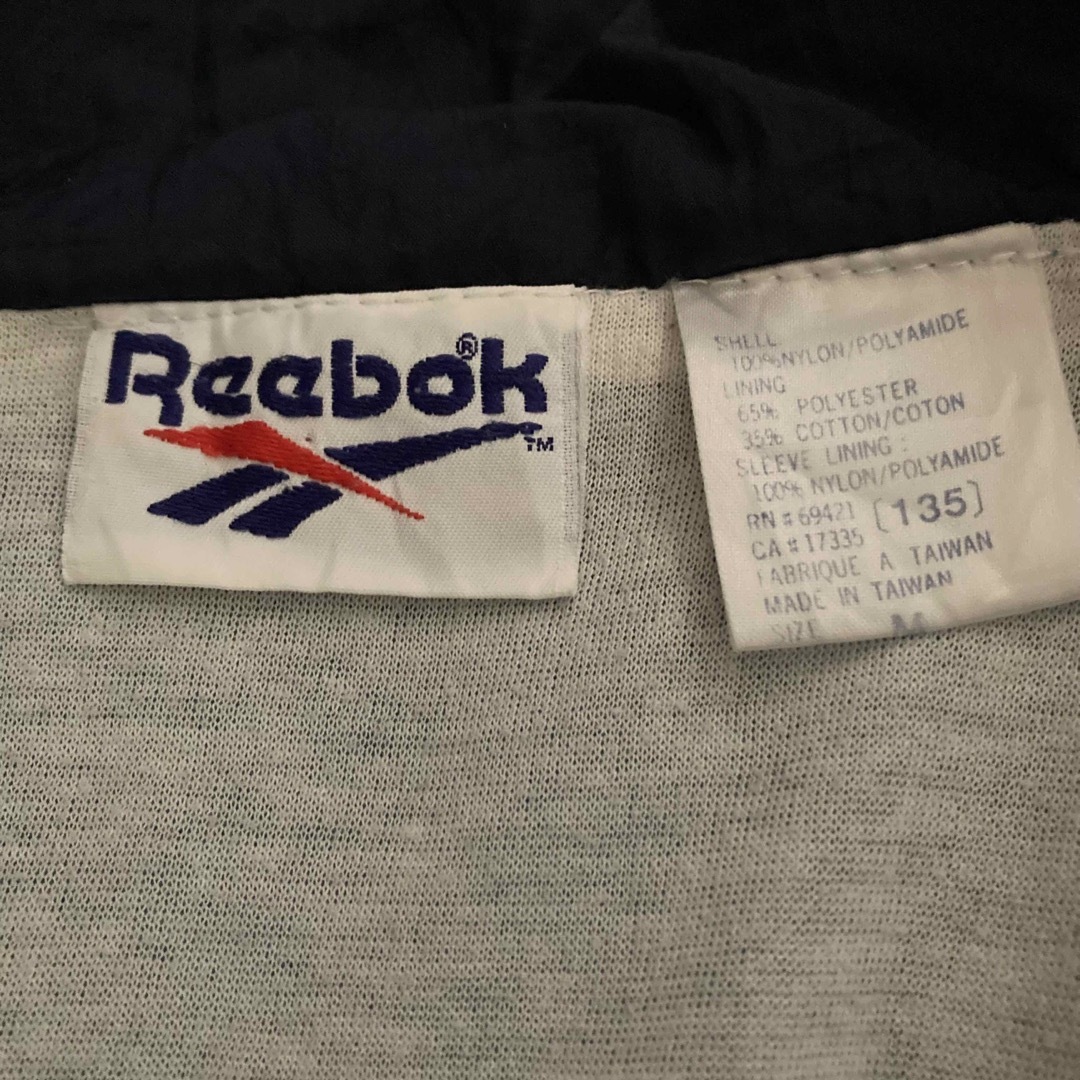 Reebok®
TM
SHELL
100% NYLON/POLYAMIDE
LINING
65% POLYESTER
35% COTTON/COTON
SLEEVE LINING :
100% NYLON/POLYAMIDE
RN # 69421 [135]
CA # 17335
FABRIQUE A TAIWAN
MADE IN TAIWAN
SIZE M